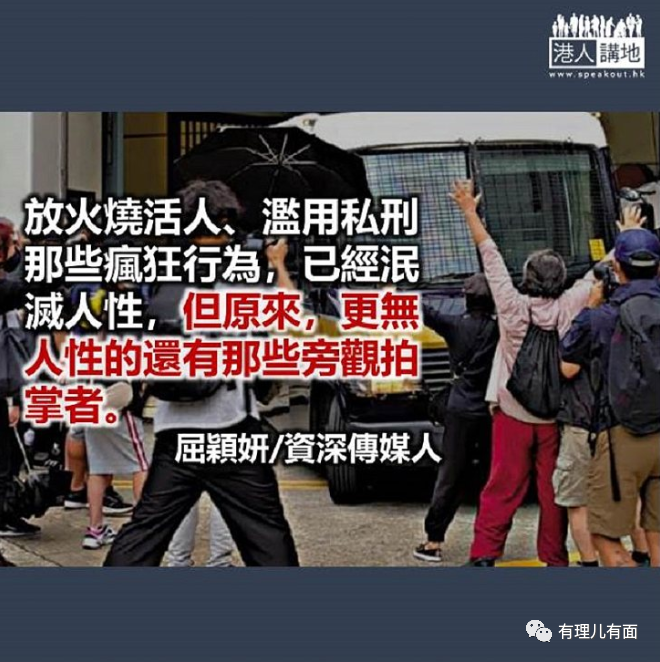 港人講地
www.speakout.hk
放火燒活人、濫用私刑
那些瘋狂行為，已經泯
滅人性，但原來，更無
人性的還有那些旁觀拍
掌者。
屈穎妍/資深傳媒人
有理儿有面